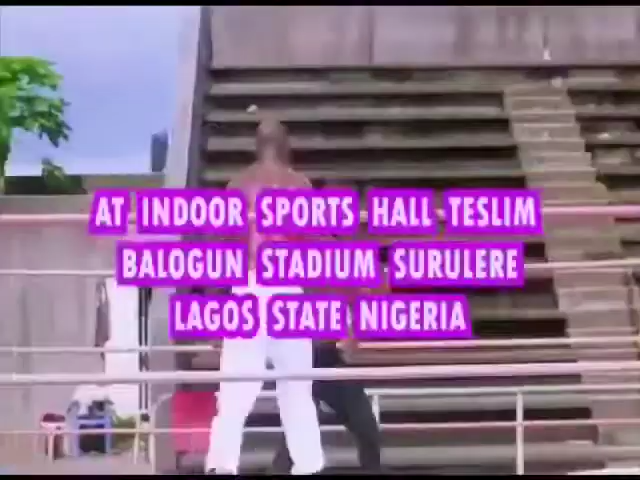 AT INDOOR SPORTS HALL TESLIM
BALOGUN STADIUM SURULERE
LAGOS STATE NIGERIA